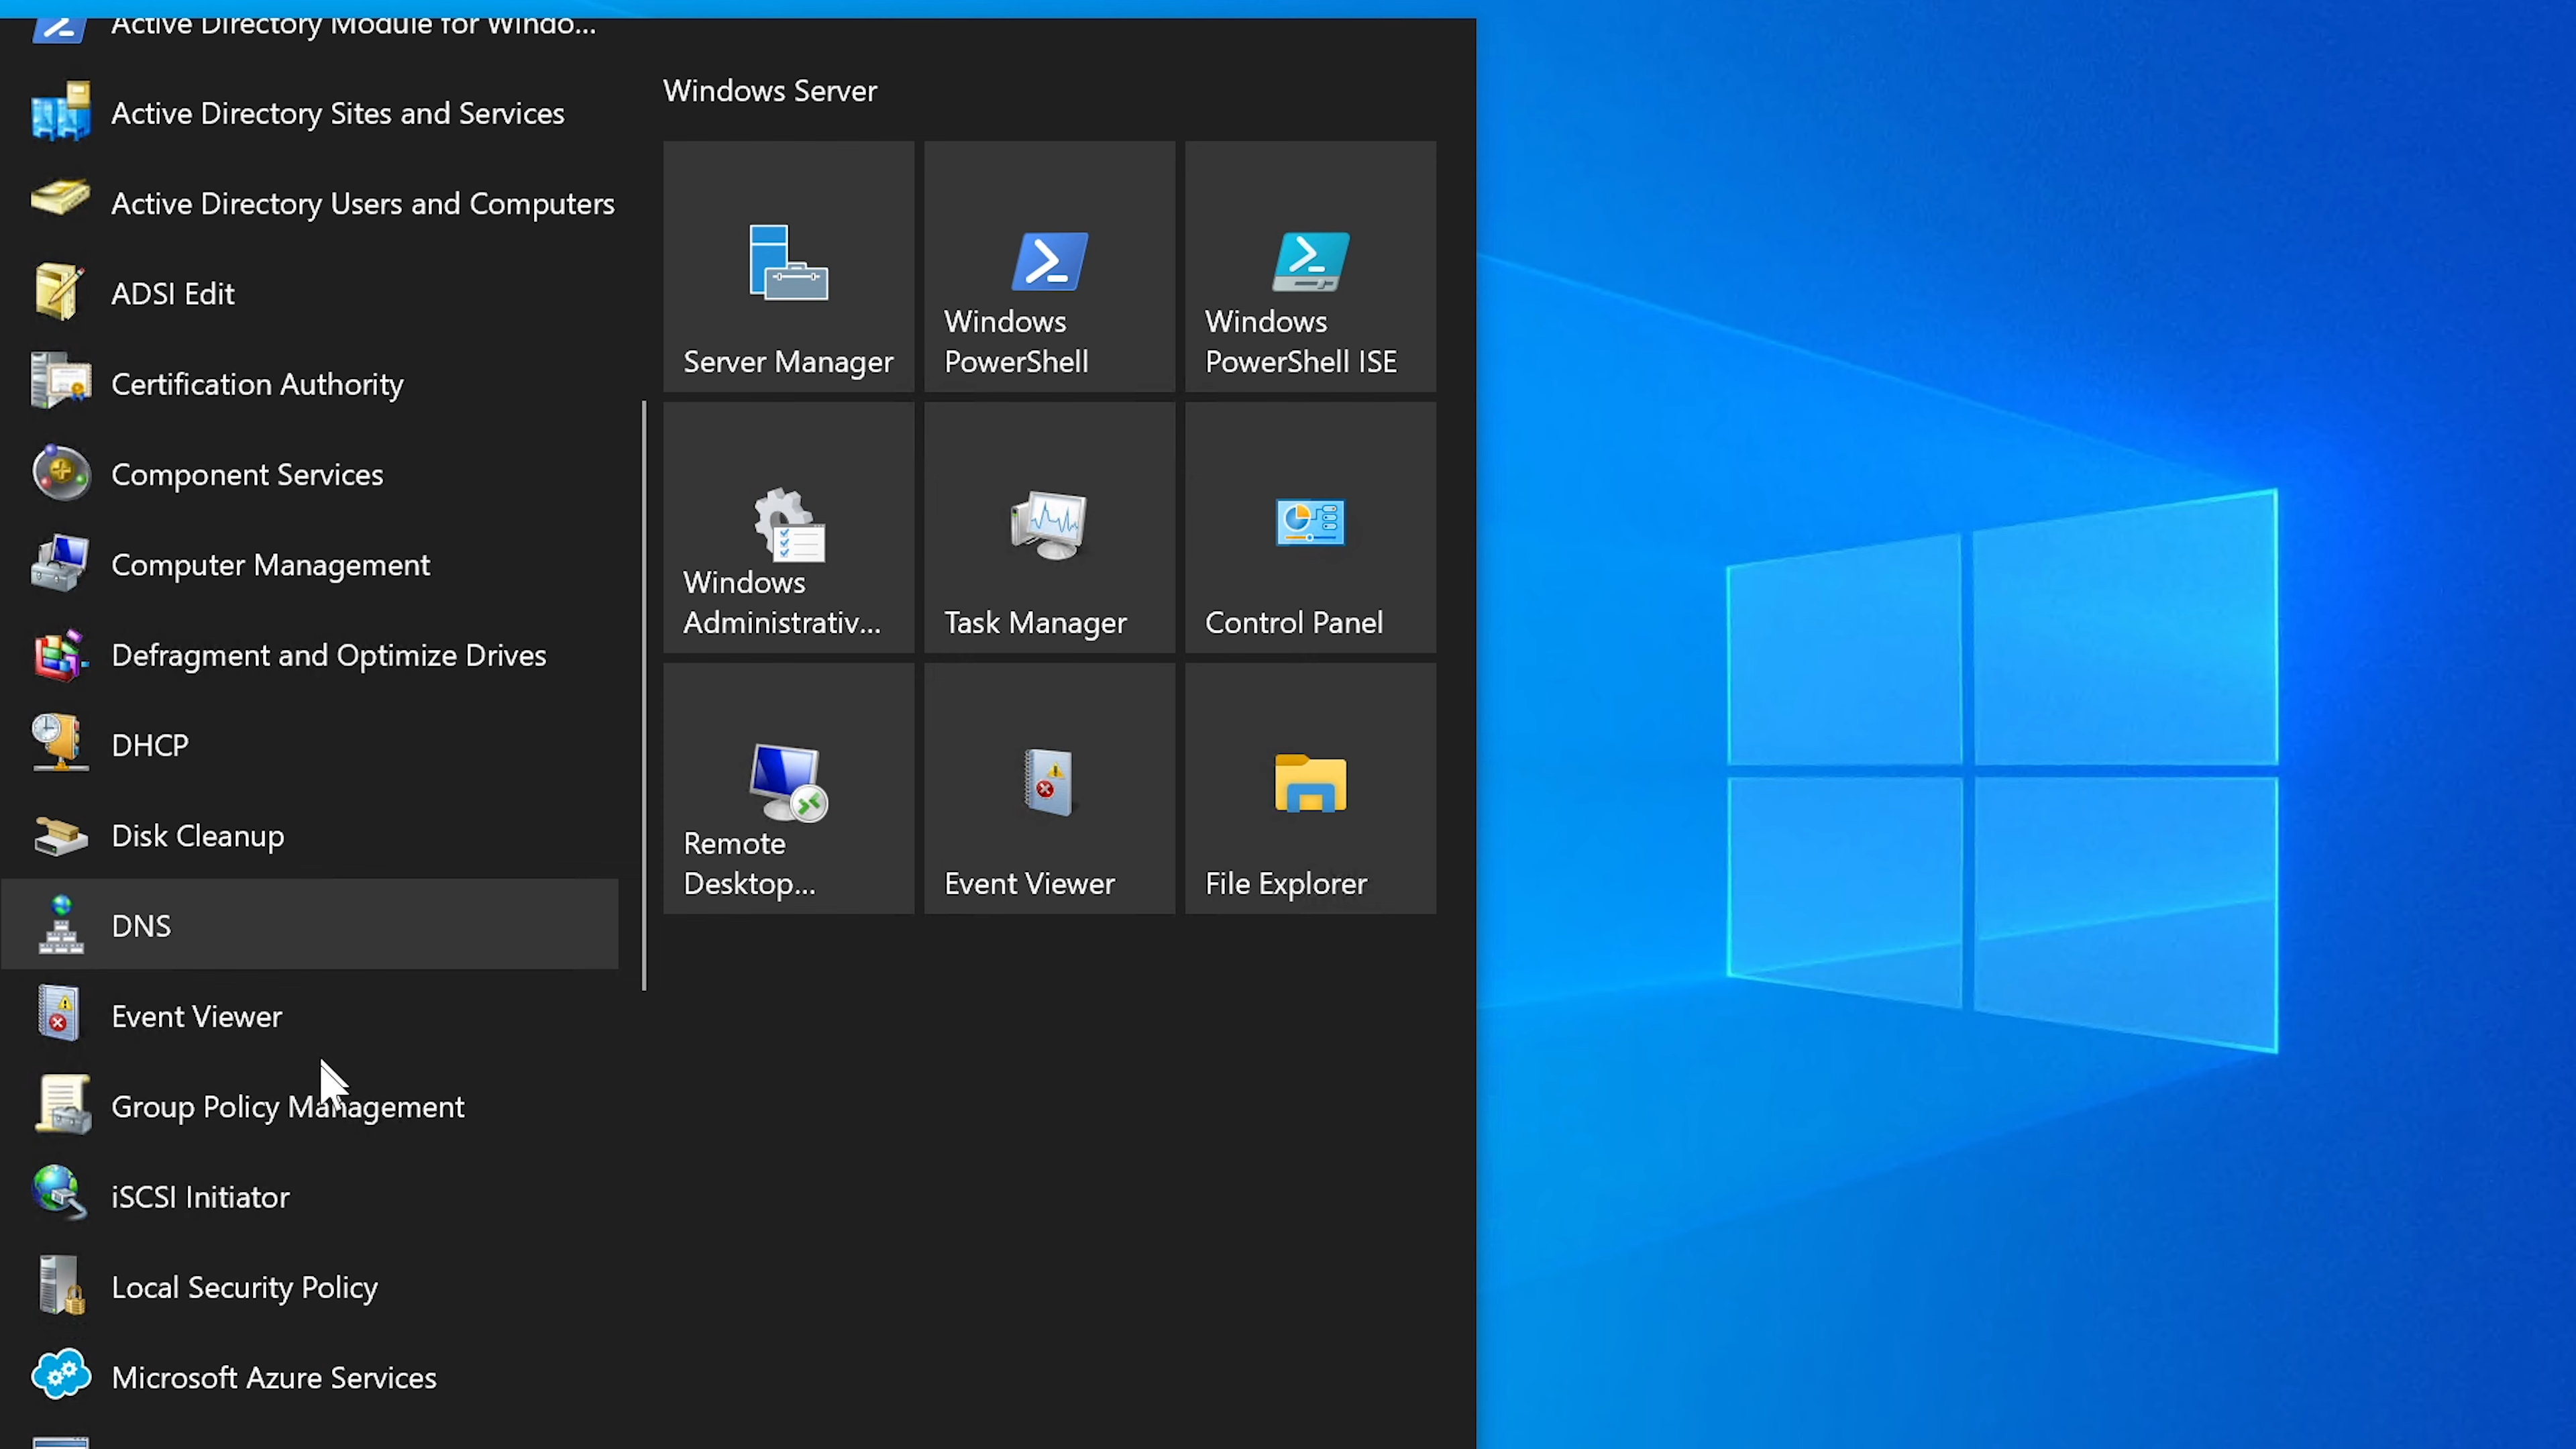 Active Directory Module for Windo...
Active Directory Sites and Services
Active Directory Users and Computers
ADSI Edit
Certification Authority
Component Services
Computer Management
Defragment and Optimize Drives
DHCP
Disk Cleanup
DNS
Event Viewer
Group Policy Management
iSCSI Initiator
Local Security Policy
Microsoft Azure Services
Windows Server
Server Manager
Windows
PowerShell
Windows
PowerShell ISE
Windows
Administrativ...
Task Manager
Control Panel
Remote
Desktop...
Event Viewer
File Explorer